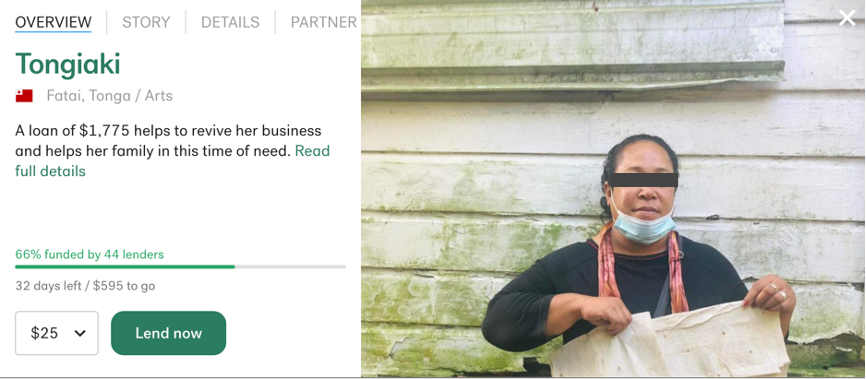 OVERVIEW STORY DETAILS PARTNER
Tongiaki
Fatai, Tonga / Arts
A loan of $1,775 helps to revive her business
and helps her family in this time of need. Read
full details
66% funded by 44 lenders
32 days left / $595 to go
$25 Lend now